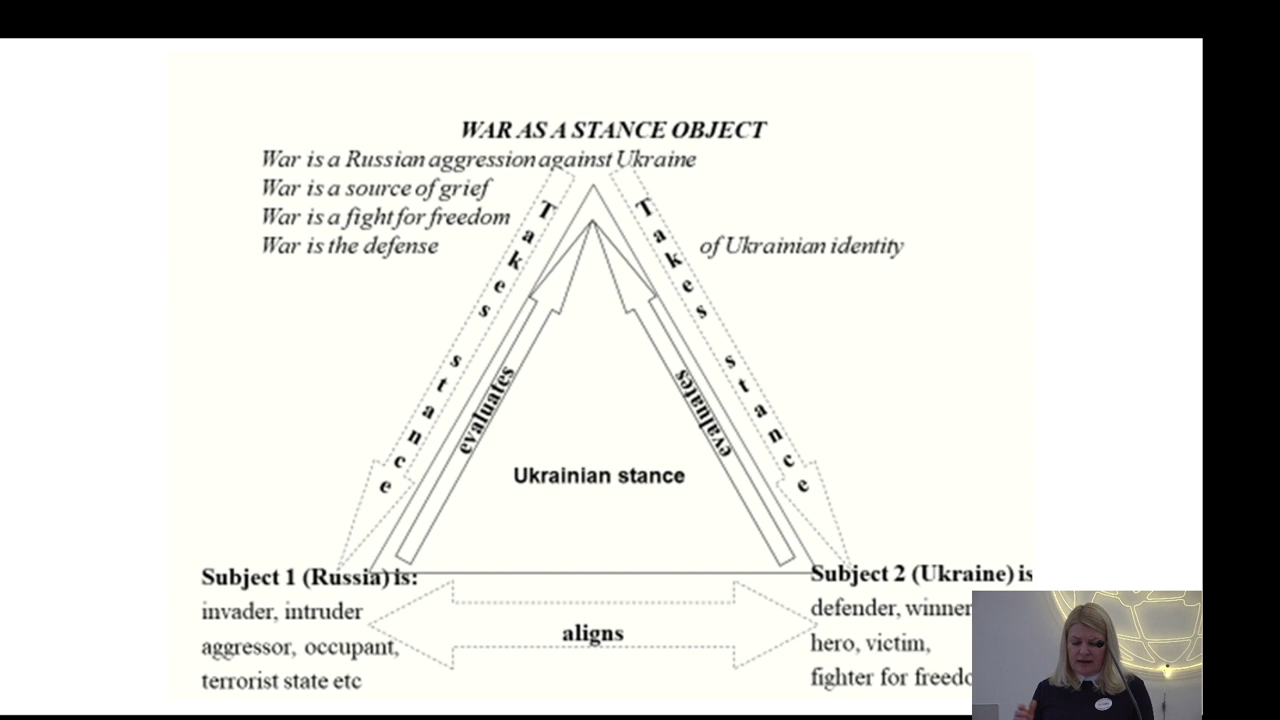 WAR AS A STANCE OBJECT
War is a Russian aggression against Ukraine
War is a source of grief
War is a fight for freedom
War is the defense of Ukrainian identity
Takes stance
Takes stance
evaluates
evaluates
Ukrainian stance
Subject 1 (Russia) is:
invader, intruder
aggressor, occupant,
terrorist state etc
aligns
Subject 2 (Ukraine) is
defender, winner
hero, victim,
fighter for